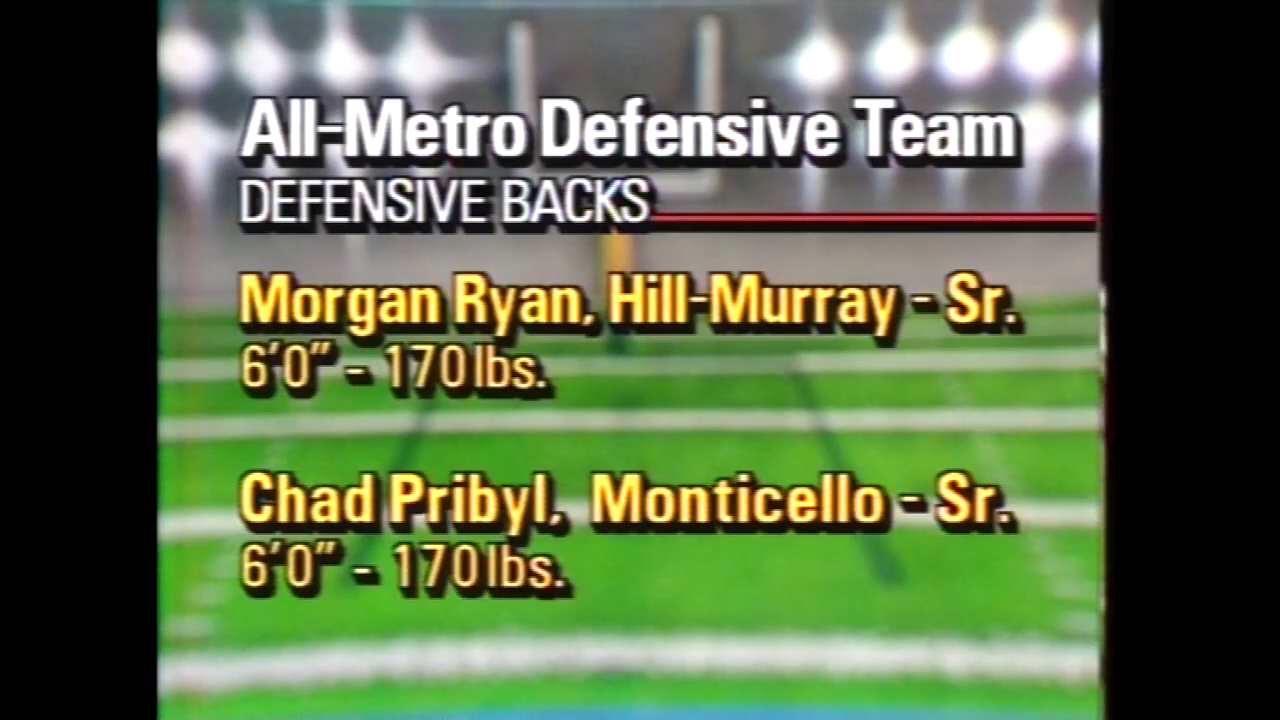 All-Metro Defensive Team
DEFENSIVE BACKS
Morgan Ryan, Hill-Murray - Sr.
6'0" - 170 lbs.
Chad Pribyl, Monticello - Sr.
6'0" - 170 lbs.